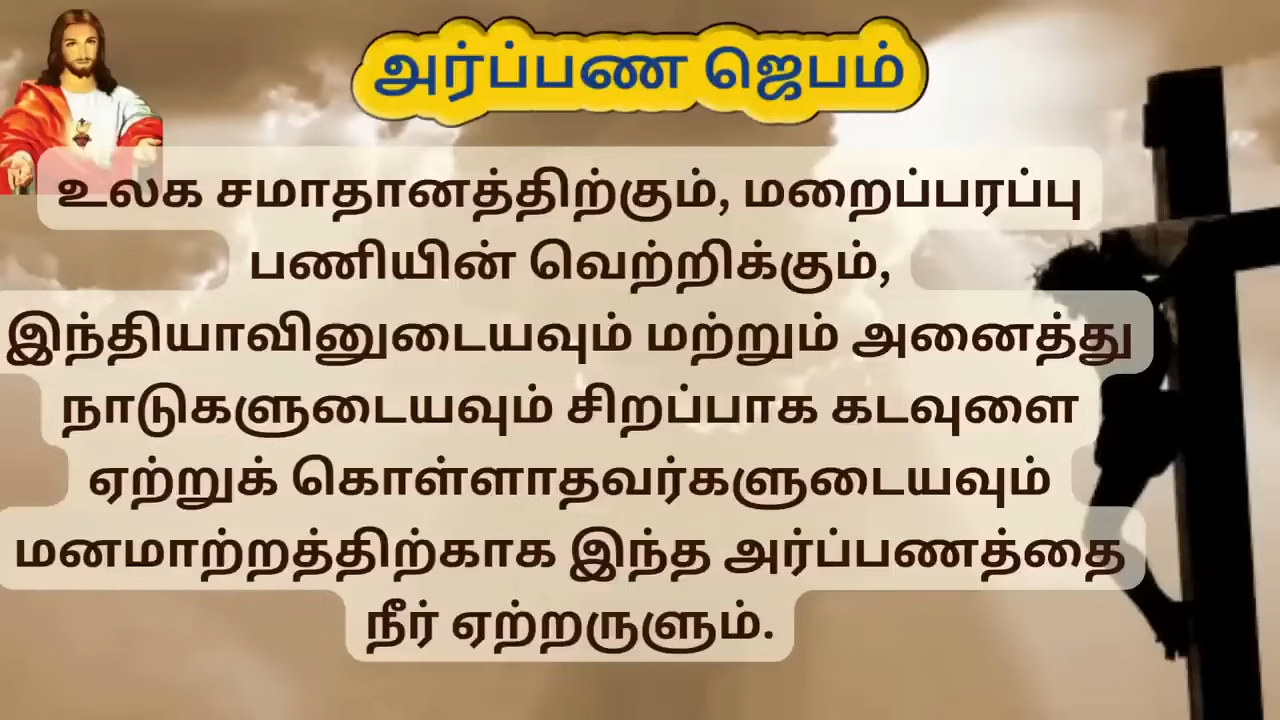 அர்ப்பண ஜெபம்
உலக சமாதானத்திற்கும், மறைப்பரப்பு
பணியின் வெற்றிக்கும்,
இந்தியாவினுடையவும் மற்றும் அனைத்து
நாடுகளுடையவும் சிறப்பாக கடவுளை
ஏற்றுக் கொள்ளாதவர்களுடையவும்
மனமாற்றத்திற்காக இந்த அர்ப்பணத்தை
நீர் ஏற்றருளும்.